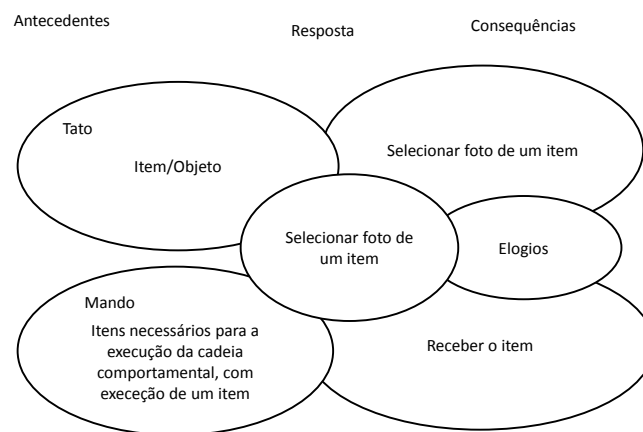 Antecedentes
Resposta
Consequências
Tato
Item/Objeto
Selecionar foto de um item
Selecionar foto de
um item
Elogios
Mando
Itens necessários para a
execução da cadeia
comportamental, com
execeção de um item
Receber o item